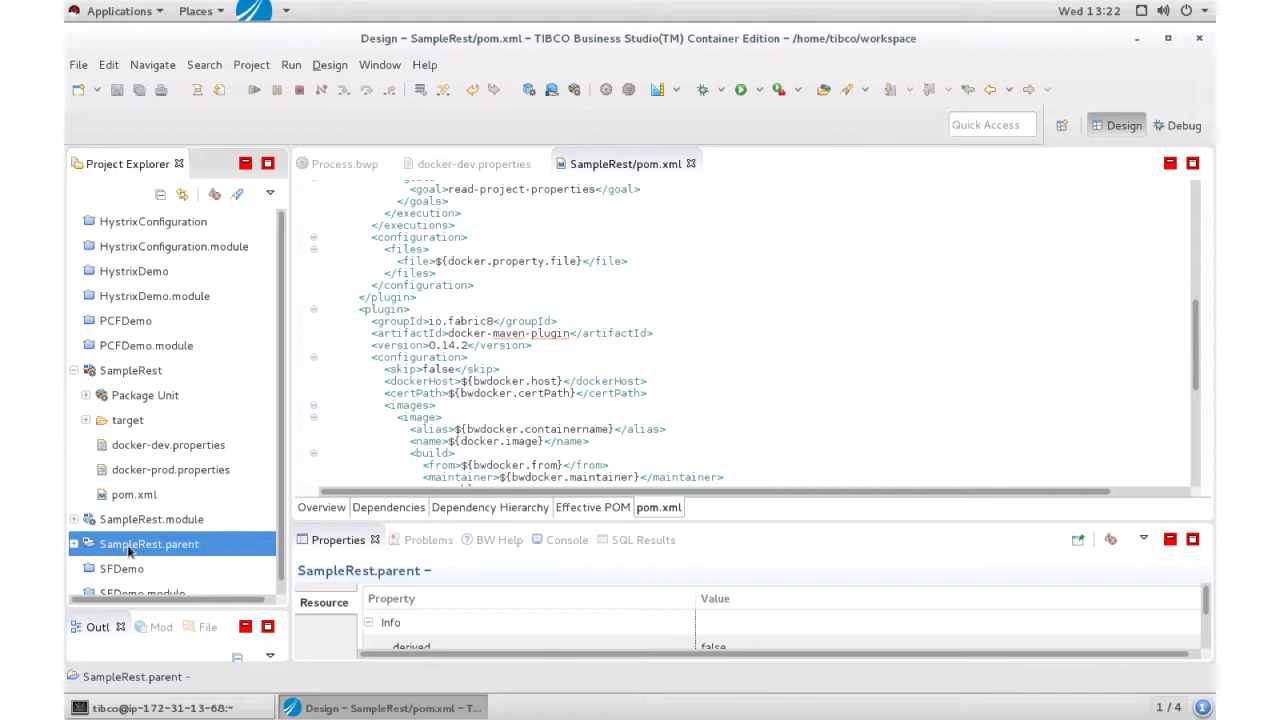 Applications Places Wed 13:22
Design – SampleRest/pom.xml – TIBCO Business Studio(TM) Container Edition – /home/tibco/workspace
File Edit Navigate Search Project Run Design Window Help
Quick Access Design Debug
Project Explorer
Process.bwp docker-dev.properties SampleRest/pom.xml
HystrixConfiguration
HystrixConfiguration.module
HystrixDemo
HystrixDemo.module
PCFDemo
PCFDemo.module
SampleRest
Package Unit
target
docker-dev.properties
docker-prod.properties
pom.xml
SampleRest.module
SampleRest.parent
SFDemo
SFDemo.module
<goal>read-project-properties</goal>
</goals>
</execution>
</executions>
<configuration>
<files>
<file>${docker.property.file}</file>
</files>
</configuration>
</plugin>
<plugin>
<groupId>io.fabric8</groupId>
<artifactId>docker-maven-plugin</artifactId>
<version>0.14.2</version>
<configuration>
<skip>false</skip>
<dockerHost>${bwdocker.host}</dockerHost>
<certPath>${bwdocker.certPath}</certPath>
<images>
<image>
<alias>${bwdocker.containername}</alias>
<name>${docker.image}</name>
<build>
<from>${bwdocker.from}</from>
<maintainer>${bwdocker.maintainer}</maintainer>
Overview Dependencies Dependency Hierarchy Effective POM pom.xml
Properties Problems BW Help Console SQL Results
SampleRest.parent –
Resource
Property Value
Info
derived false
Outl Mod File
SampleRest.parent -
tibco@ip-172-31-13-68:~ Design – SampleRest/pom.xml – T... 1 / 4 1